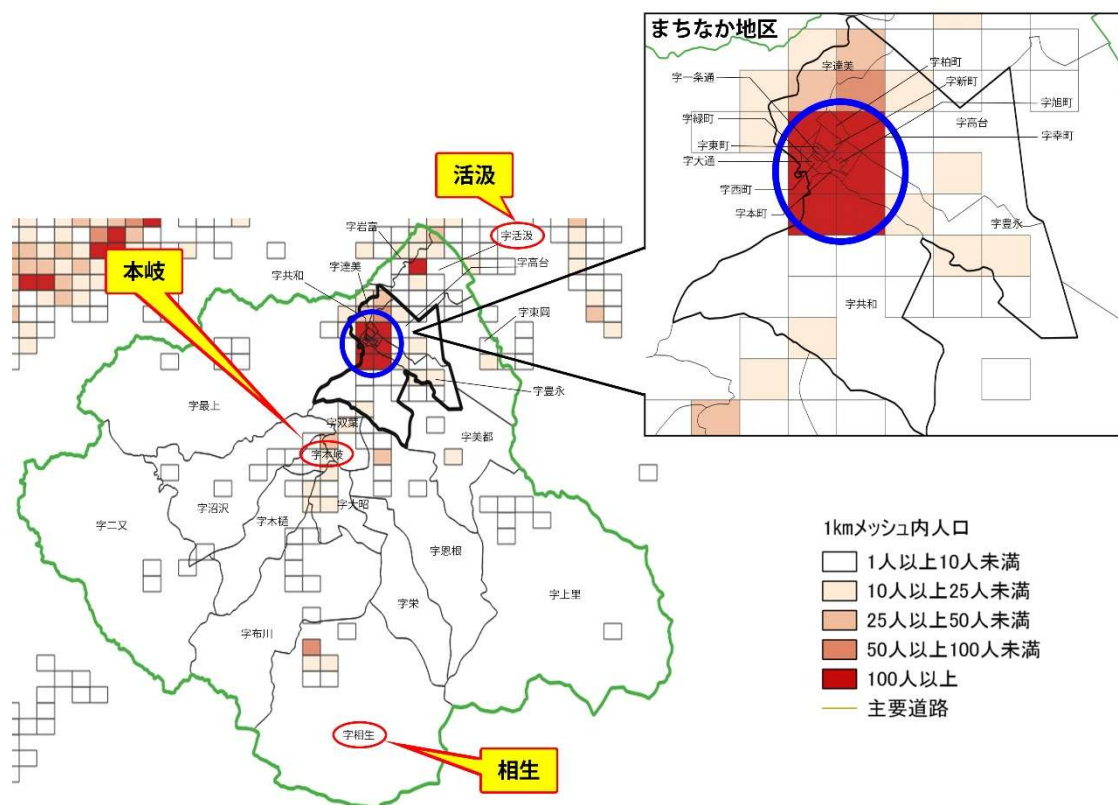 まちなか地区
字達美
字柏町
字一条通
字新町
字旭町
字緑町
字高台
字幸町
字東町
字大通
字西町
字本町
字豊永
字共和
活汲
字岩富
字活汲
字達美
字高台
字共和
本岐
字東岡
字豊永
字最上
字双葉
字美都
字本岐
字沼沢
字木樋
字大昭
字二又
字恩根
字上里
字栄
字布川
字相生
相生
1kmメッシュ内人口
1人以上10人未満
10人以上25人未満
25人以上50人未満
50人以上100人未満
100人以上
主要道路